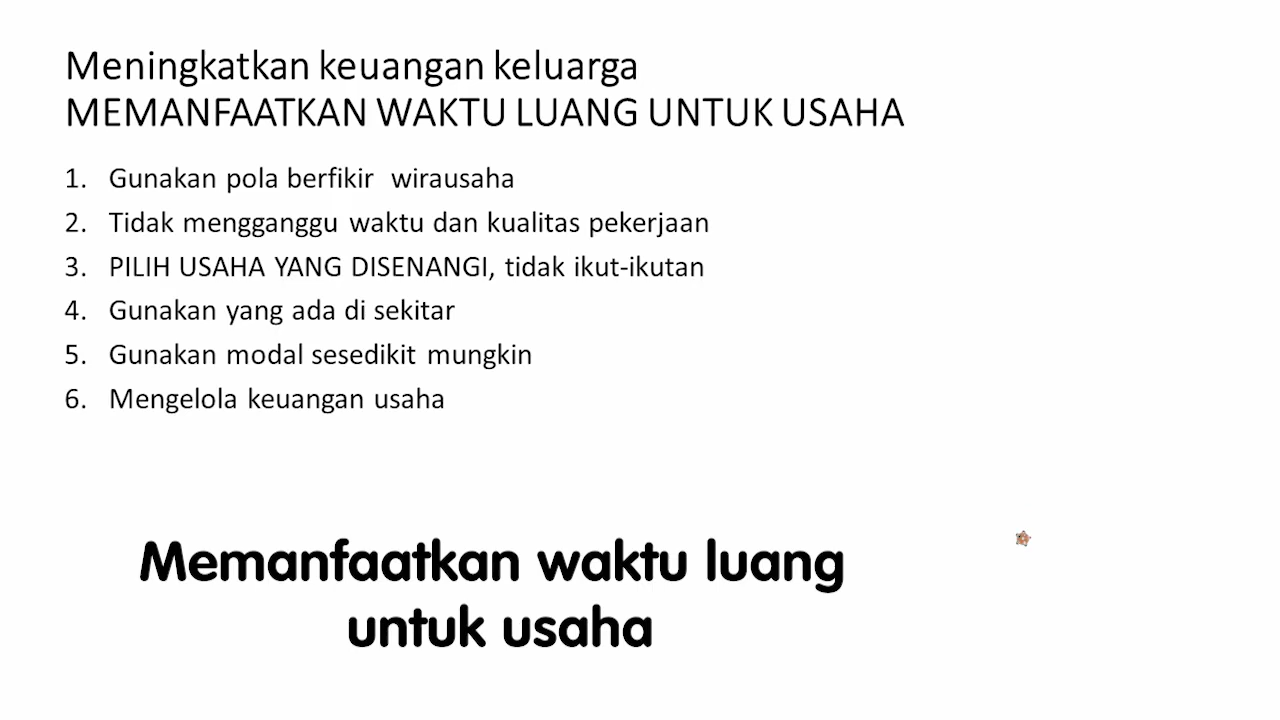 Meningkatkan keuangan keluarga
MEMANFAATKAN WAKTU LUANG UNTUK USAHA
1. Gunakan pola berfikir wirausaha
2. Tidak mengganggu waktu dan kualitas pekerjaan
3. PILIH USAHA YANG DISENANGI, tidak ikut-ikutan
4. Gunakan yang ada di sekitar
5. Gunakan modal sesedikit mungkin
6. Mengelola keuangan usaha
Memanfaatkan waktu luang
untuk usaha